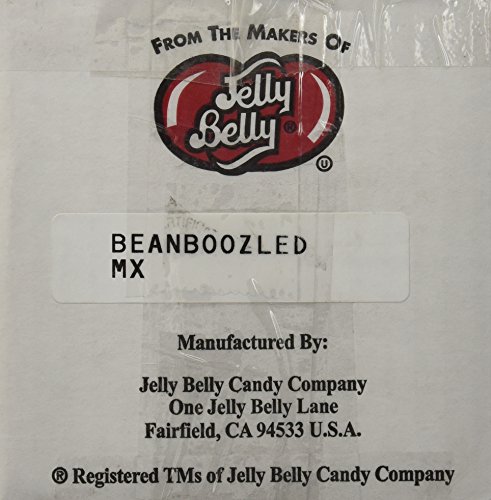 FROM THE MAKERS OF
Jelly
Belly®
U
BEANBOOZLED
MX
Manufactured By:
Jelly Belly Candy Company
One Jelly Belly Lane
Fairfield, CA 94533 U.S.A.
® Registered TMs of Jelly Belly Candy Company